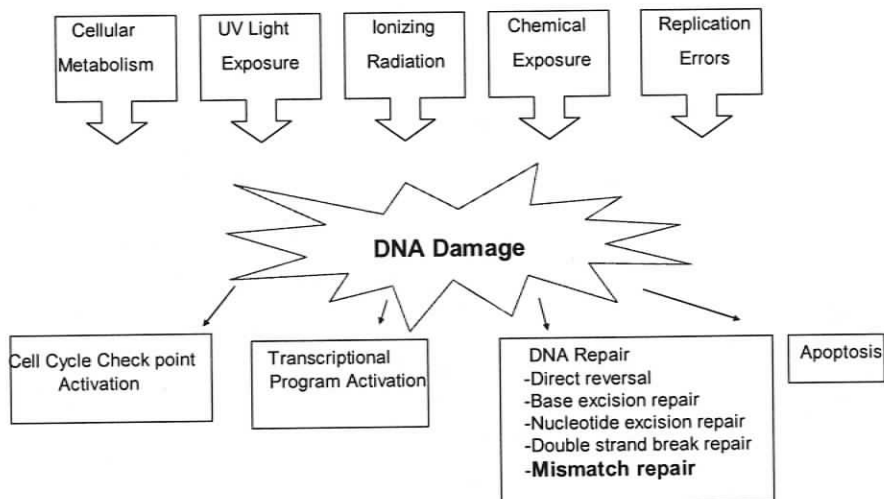 Cellular
Metabolism
UV Light
Exposure
Ionizing
Radiation
Chemical
Exposure
Replication
Errors
DNA Damage
Cell Cycle Check point
Activation
Transcriptional
Program Activation
DNA Repair
-Direct reversal
-Base excision repair
-Nucleotide excision repair
-Double strand break repair
-Mismatch repair
Apoptosis